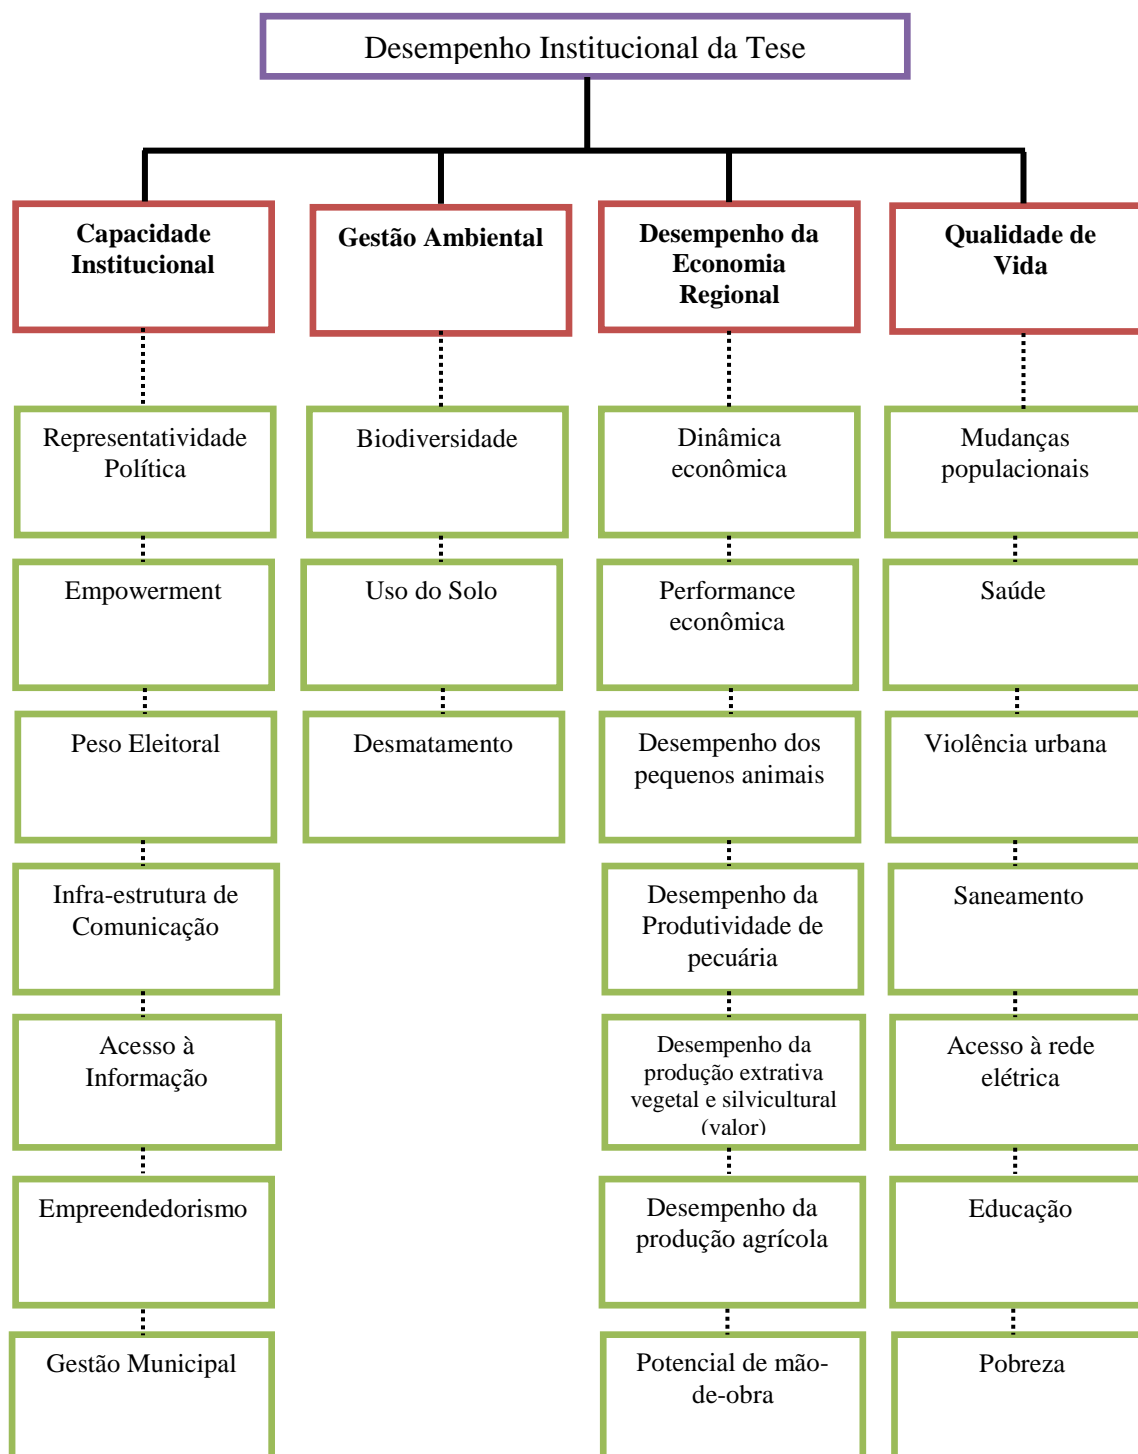 Desempenho Institucional da Tese
Capacidade
Institucional
Gestão Ambiental
Desempenho da
Economia
Regional
Qualidade de
Vida
Representatividade
Política
Biodiversidade
Dinâmica
econômica
Mudanças
populacionais
Empowerment
Uso do Solo
Performance
econômica
Saúde
Peso Eleitoral
Desmatamento
Desempenho dos
pequenos animais
Violência urbana
Infra-estrutura de
Comunicação
Desempenho da
Produtividade de
pecuária
Saneamento
Acesso à
Informação
Desempenho da
produção extrativa
vegetal e silvicultural
(valor)
Acesso à rede
elétrica
Empreendedorismo
Desempenho da
produção agrícola
Educação
Gestão Municipal
Potencial de mão-
de-obra
Pobreza